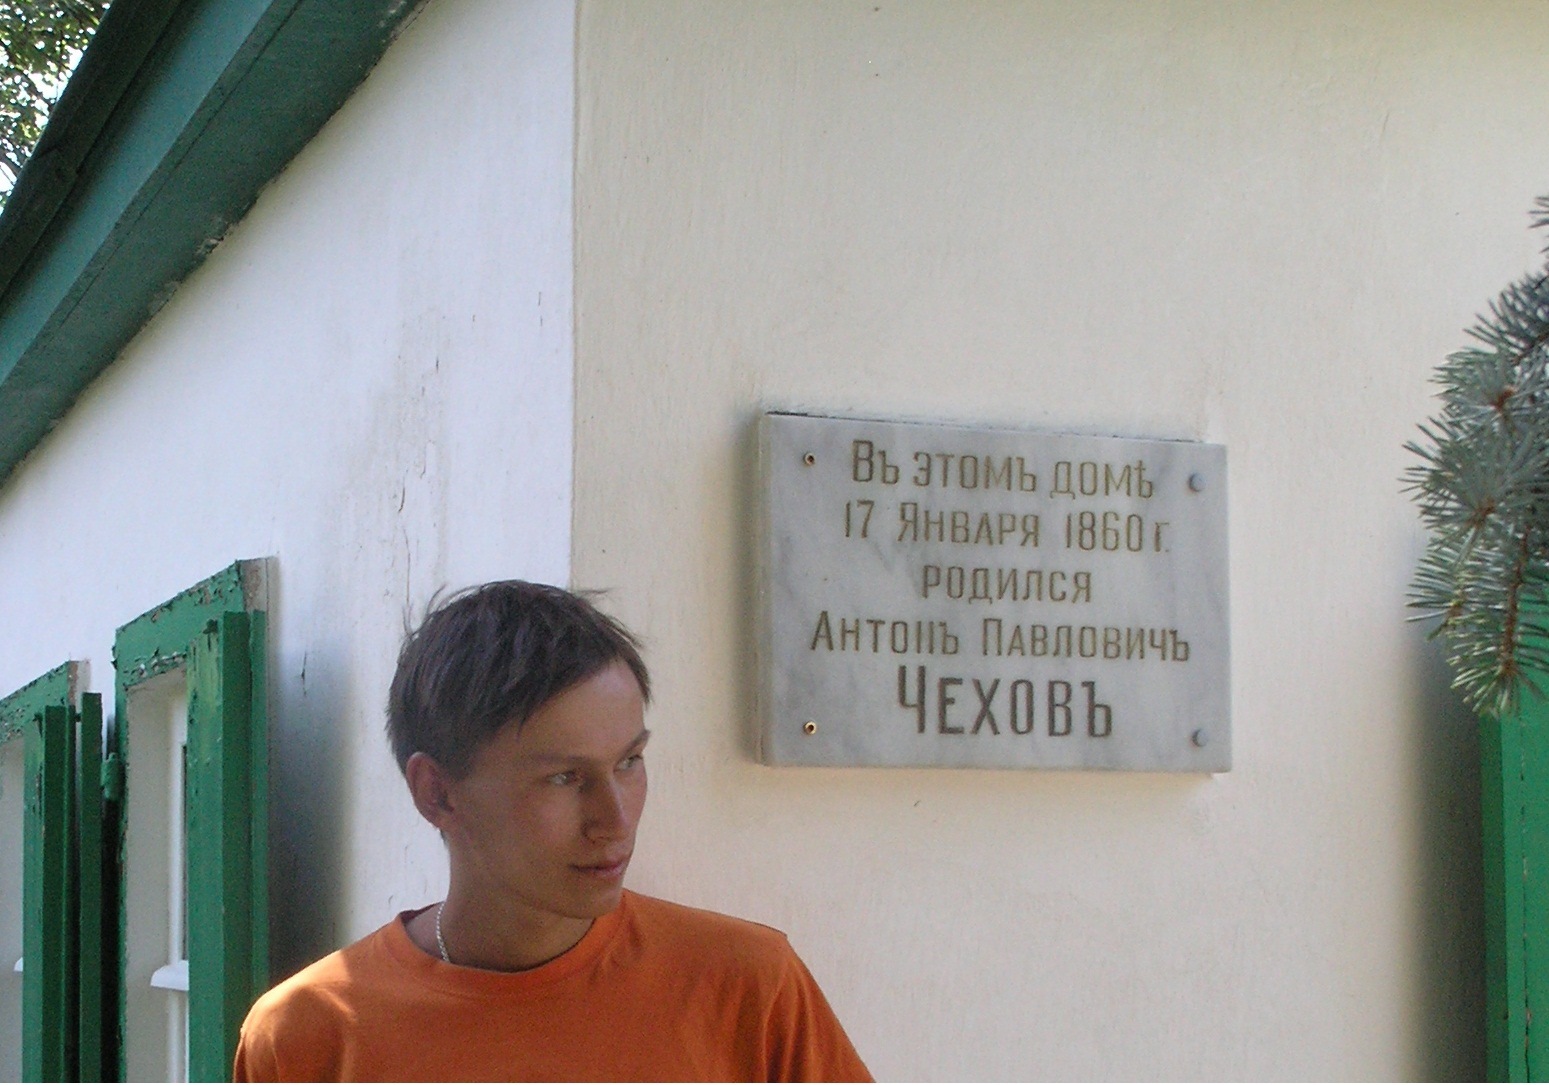 Въ этомъ домѣ
17 Января 1860 г.
родился
Антонъ Павловичъ
Чеховъ